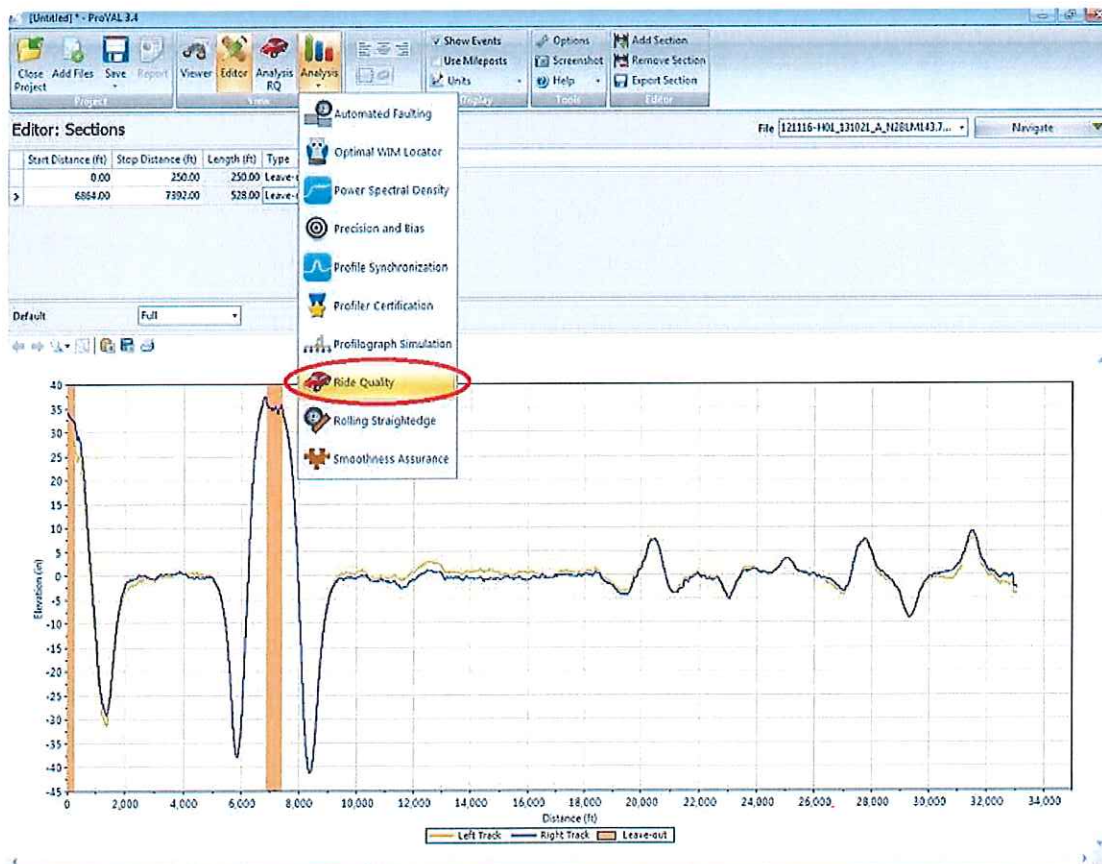 [Untitled] * - ProVAL 3.4
Close Project
Add Files
Save
Report
Viewer
Editor
Analysis RQ
Analysis
Show Events
Use Mileposts
Units
Options
Screenshot
Help
Add Section
Remove Section
Export Section
Project
View
Display
Tools
Editor
Automated Faulting
Optimal WIM Locator
Power Spectral Density
Precision and Bias
Profile Synchronization
Profiler Certification
Profilograph Simulation
Ride Quality
Rolling Straightedge
Smoothness Assurance
Editor: Sections
File
Navigate
Start Distance (ft) Stop Distance (ft) Length (ft) Type
0.00 250.00 250.00 Leave-
6864.00 7392.00 528.00 Leave-
Default Full
Elevation (in)
40
35
30
25
20
15
10
5
0
-5
-10
-15
-20
-25
-30
-35
-40
-45
0 2,000 4,000 6,000 8,000 10,000 12,000 14,000 16,000 18,000 20,000 22,000 24,000 26,000 28,000 30,000 32,000 34,000
Distance (ft)
Left Track Right Track Leave-out